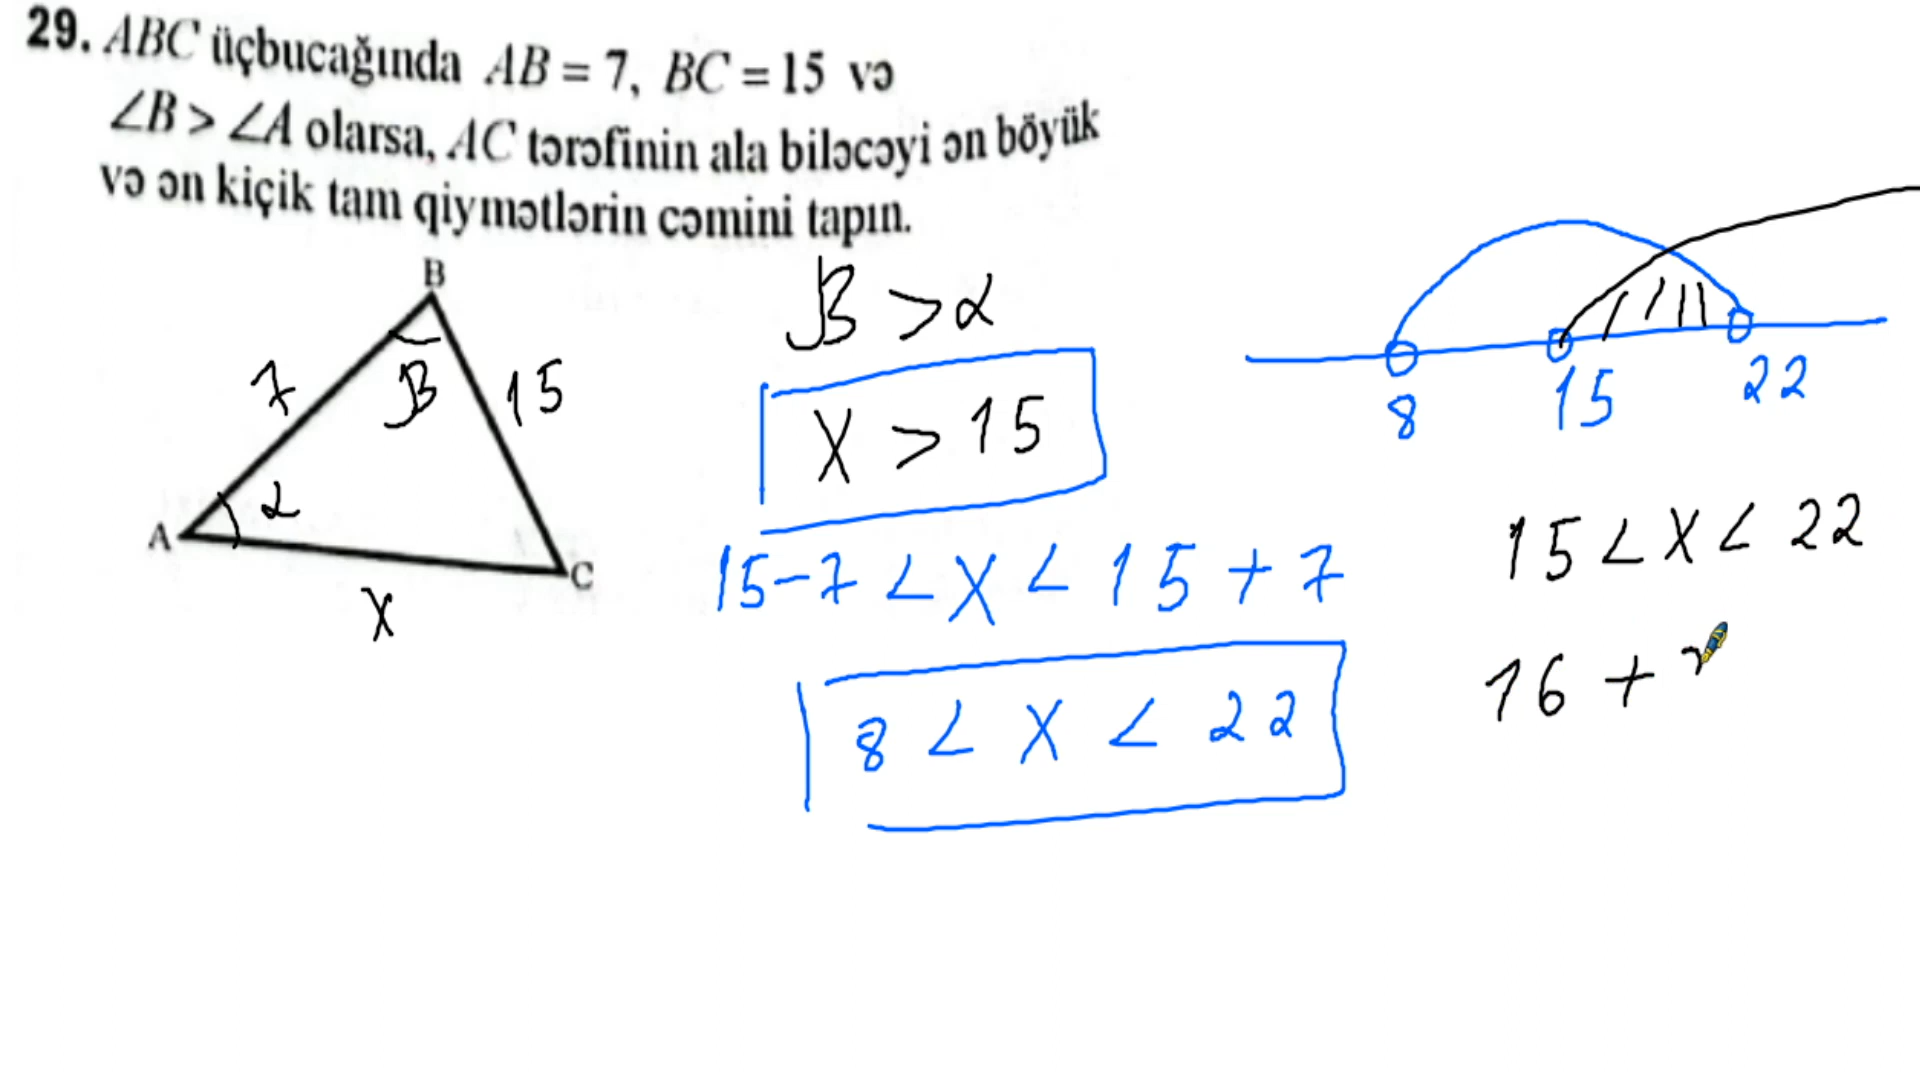 29. ABC üçbucağında AB = 7, BC = 15 və
∠B > ∠A olarsa, AC tərəfinin ala biləcəyi ən böyük
və ən kiçik tam qiymətlərin cəmini tapın.
B
7
B
15
A
α
C
X
B > α
X > 15
15-7 < X < 15 + 7
8 < X < 22
8
15
22
15 < X < 22
16 +